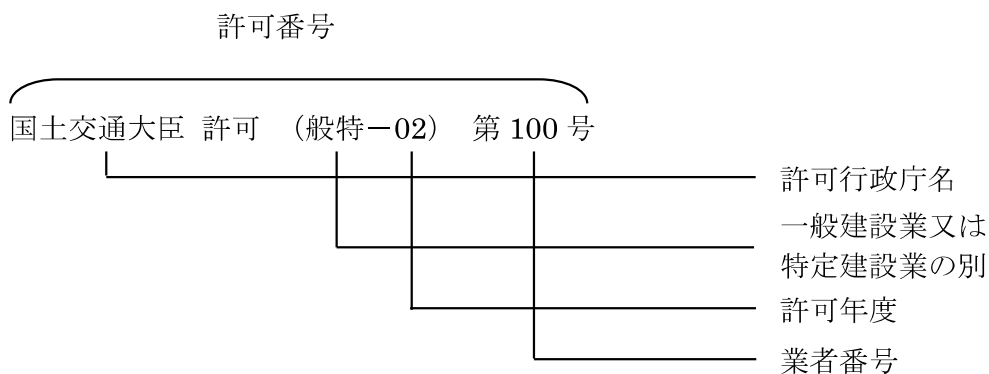 許可番号
国土交通大臣 許可 (般特－02) 第 100 号
許可行政庁名
一般建設業又は
特定建設業の別
許可年度
業者番号